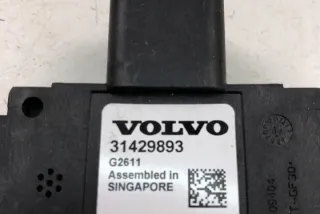 VOLVO
31429893
G2611
Assembled in
SINGAPORE